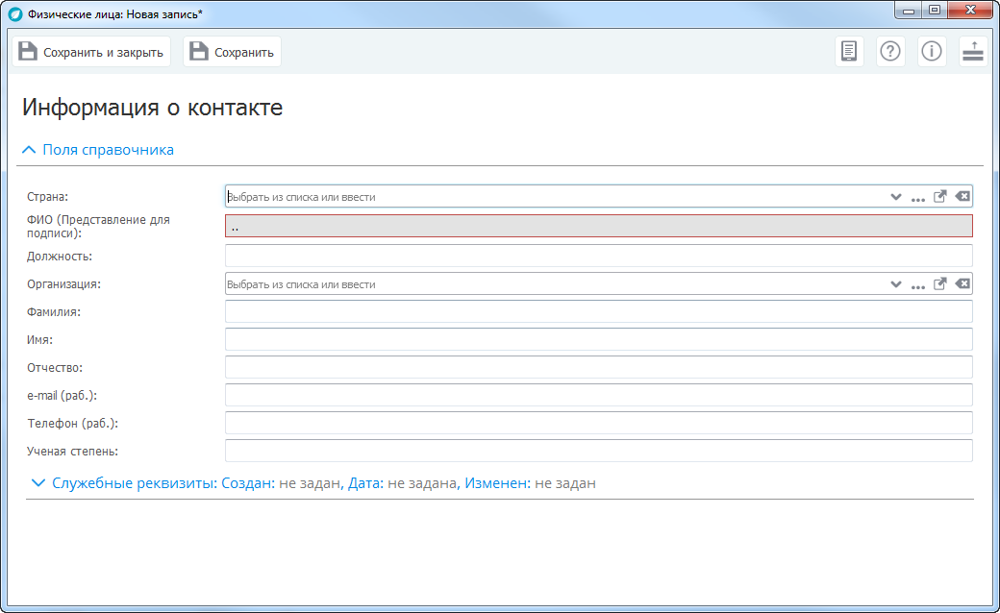 Физические лица: Новая запись*
Сохранить и закрыть
Сохранить
Информация о контакте
Поля справочника
Страна:
Выбрать из списка или ввести
ФИО (Представление для
подписи):
..
Должность:
Организация:
Выбрать из списка или ввести
Фамилия:
Имя:
Отчество:
e-mail (раб.):
Телефон (раб.):
Ученая степень:
Служебные реквизиты: Создан: не задан, Дата: не задана, Изменен: не задан